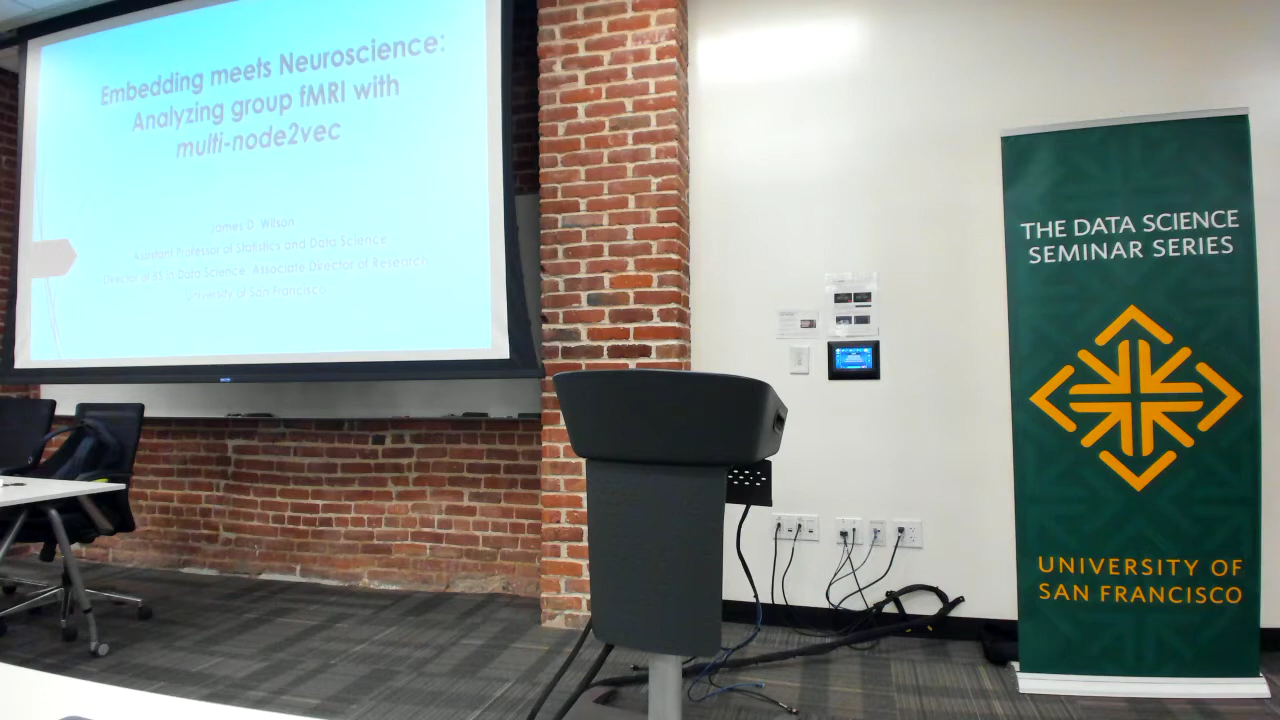 Embedding meets Neuroscience:
Analyzing group fMRI with
multi-node2vec
James D. Wilson
Assistant Professor of Statistics and Data Science
Director of BS in Data Science, Associate Director of Research
University of San Francisco
THE DATA SCIENCE
SEMINAR SERIES
UNIVERSITY OF
SAN FRANCISCO